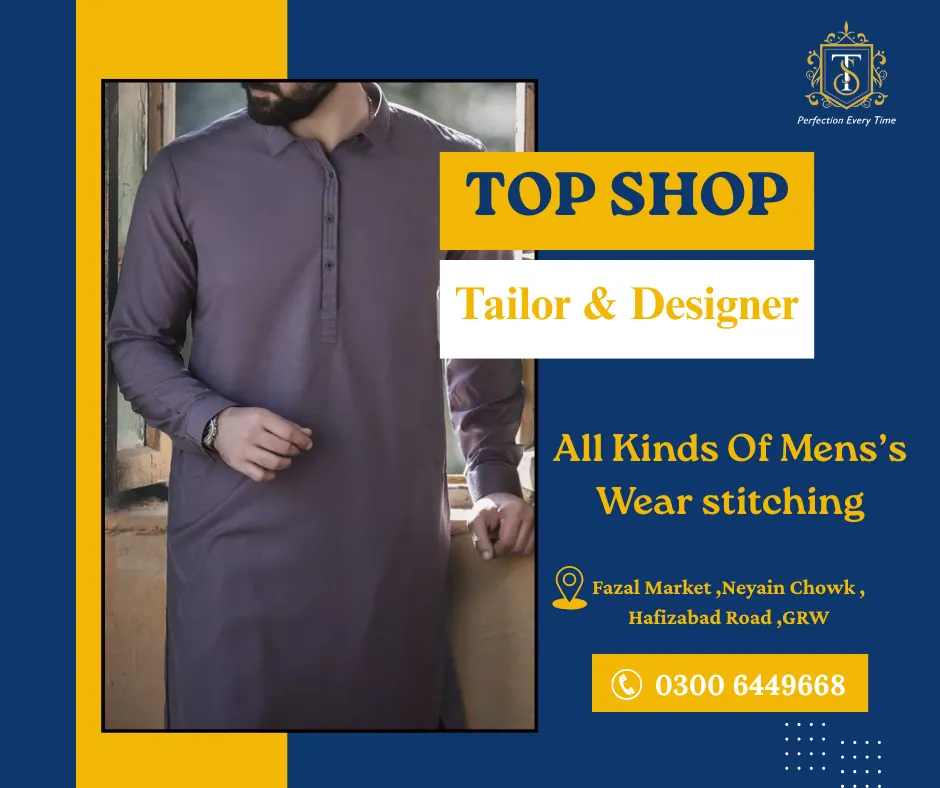 TS
Perfection Every Time
TOP SHOP
Tailor & Designer
All Kinds Of Mens's
Wear stitching
Fazal Market ,Neyain Chowk ,
Hafizabad Road ,GRW
0300 6449668